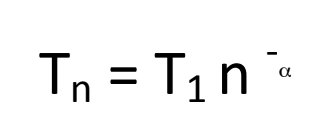 Tₙ = T₁ n ⁻ᵅ